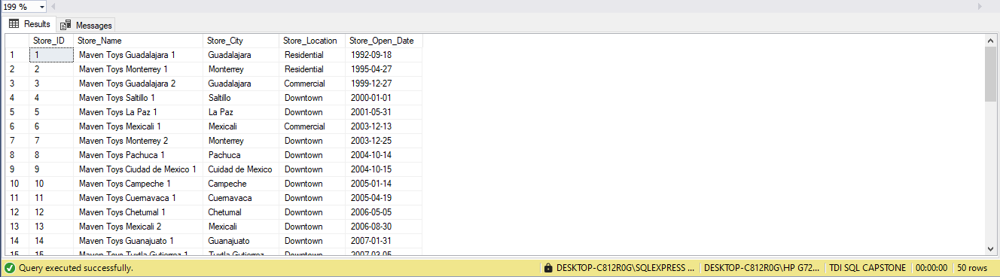 199 %
Results Messages
Store_ID Store_Name Store_City Store_Location Store_Open_Date
1 1 Maven Toys Guadalajara 1 Guadalajara Residential 1992-09-18
2 2 Maven Toys Monterrey 1 Monterrey Residential 1995-04-27
3 3 Maven Toys Guadalajara 2 Guadalajara Commercial 1999-12-27
4 4 Maven Toys Saltillo 1 Saltillo Downtown 2000-01-01
5 5 Maven Toys La Paz 1 La Paz Downtown 2001-05-31
6 6 Maven Toys Mexicali 1 Mexicali Commercial 2003-12-13
7 7 Maven Toys Monterrey 2 Monterrey Downtown 2003-12-25
8 8 Maven Toys Pachuca 1 Pachuca Downtown 2004-10-14
9 9 Maven Toys Ciudad de Mexico 1 Cuidad de Mexico Downtown 2004-10-15
10 10 Maven Toys Campeche 1 Campeche Downtown 2005-01-14
11 11 Maven Toys Cuernavaca 1 Cuernavaca Downtown 2005-04-19
12 12 Maven Toys Chetumal 1 Chetumal Downtown 2006-05-05
13 13 Maven Toys Mexicali 2 Mexicali Downtown 2006-08-30
14 14 Maven Toys Guanajuato 1 Guanajuato Downtown 2007-01-31
15 15 Maven Toys Tuxtla Gutierrez 1 Tuxtla Gutierrez Downtown 2007-03-05
Query executed successfully. DESKTOP-C812R0G\SQLEXPRESS ... DESKTOP-C812R0G\HP G72... TDI SQL CAPSTONE 00:00:00 50 rows